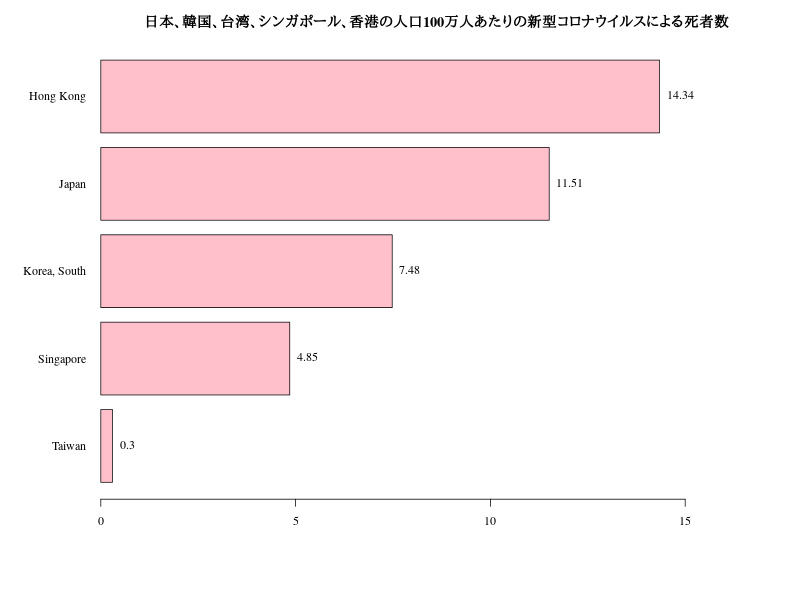 日本、韓国、台湾、シンガポール、香港の人口100万人あたりの新型コロナウイルスによる死者数
Hong Kong 14.34
Japan 11.51
Korea, South 7.48
Singapore 4.85
Taiwan 0.3
0 5 10 15